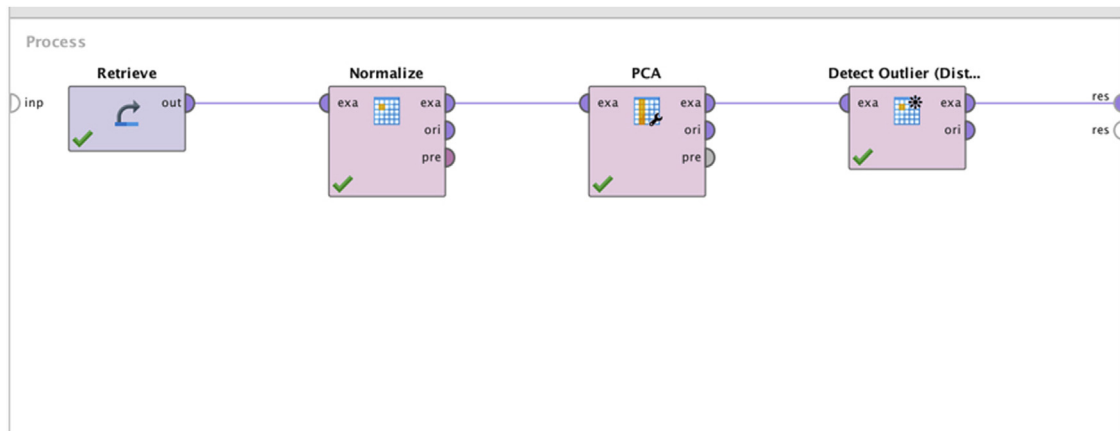 Process
Retrieve Normalize PCA Detect Outlier (Dist...
inp out exa exa exa exa exa exa res
ori ori ori res
pre pre